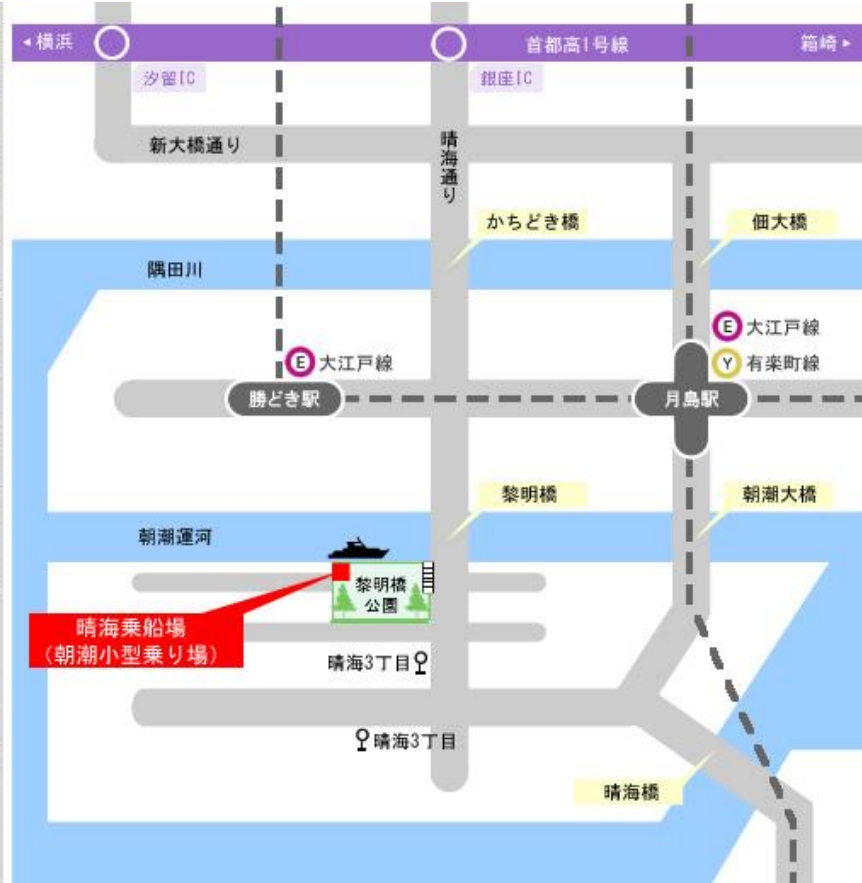 ◂横浜
首都高1号線
箱崎▸
汐留IC
銀座IC
新大橋通り
晴海通り
かちどき橋
佃大橋
隅田川
E 大江戸線
E 大江戸線
Y 有楽町線
勝どき駅
月島駅
黎明橋
朝潮大橋
朝潮運河
黎明橋
公園
晴海乗船場
(朝潮小型乗り場)
晴海3丁目
晴海3丁目
晴海橋